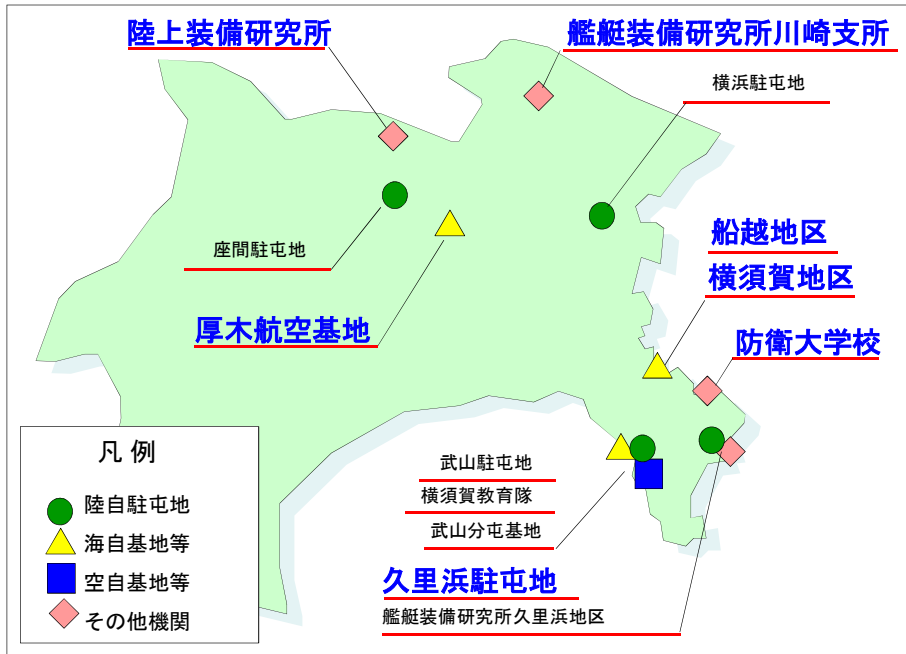 陸上装備研究所
艦艇装備研究所川崎支所
横浜駐屯地
船越地区
座間駐屯地
横須賀地区
厚木航空基地
防衛大学校
凡 例
陸自駐屯地
海自基地等
空自基地等
その他機関
武山駐屯地
横須賀教育隊
武山分屯基地
久里浜駐屯地
艦艇装備研究所久里浜地区